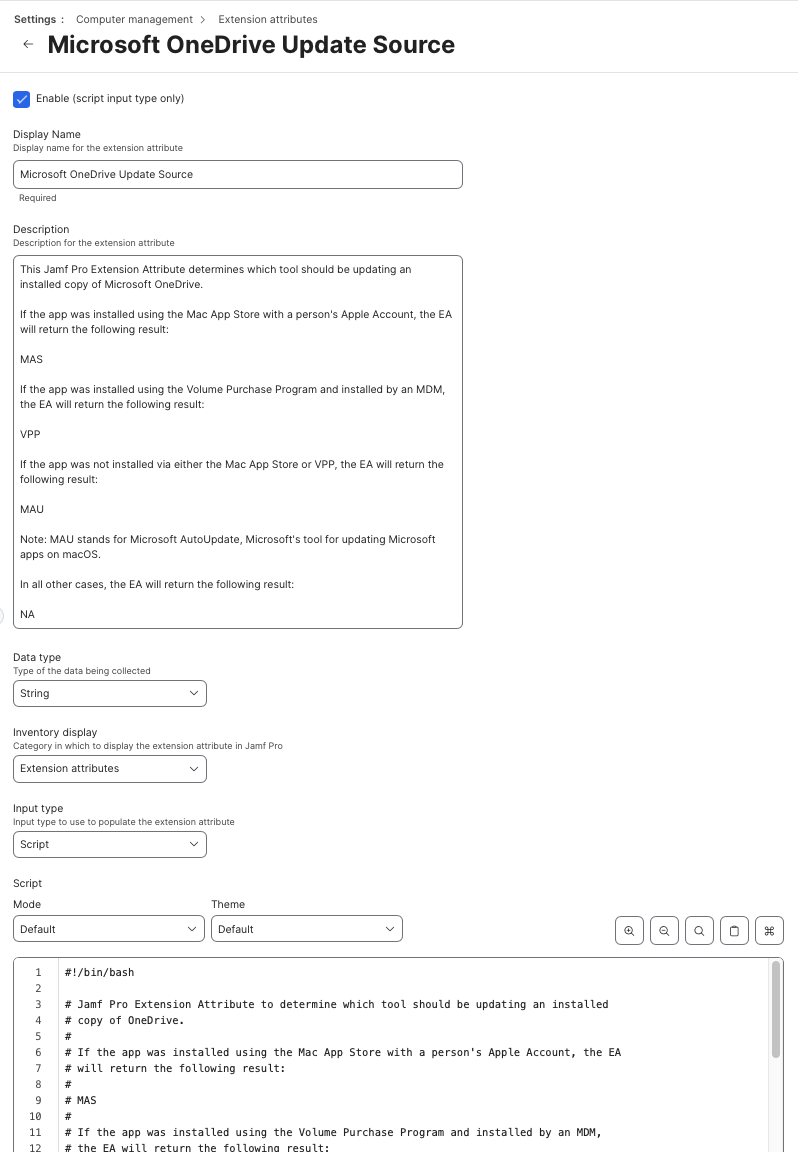 Settings : Computer management > Extension attributes
← Microsoft OneDrive Update Source
Enable (script input type only)
Display Name
Display name for the extension attribute
Microsoft OneDrive Update Source
Required
Description
Description for the extension attribute
This Jamf Pro Extension Attribute determines which tool should be updating an
installed copy of Microsoft OneDrive.
If the app was installed using the Mac App Store with a person's Apple Account, the EA
will return the following result:
MAS
If the app was installed using the Volume Purchase Program and installed by an MDM,
the EA will return the following result:
VPP
If the app was not installed via either the Mac App Store or VPP, the EA will return the
following result:
MAU
Note: MAU stands for Microsoft AutoUpdate, Microsoft's tool for updating Microsoft
apps on macOS.
In all other cases, the EA will return the following result:
NA
Data type
Type of the data being collected
String
Inventory display
Category in which to display the extension attribute in Jamf Pro
Extension attributes
Input type
Input type to use to populate the extension attribute
Script
Script
Mode Theme
Default Default
1 #!/bin/bash
2
3 # Jamf Pro Extension Attribute to determine which tool should be updating an installed
4 # copy of OneDrive.
5 #
6 # If the app was installed using the Mac App Store with a person's Apple Account, the EA
7 # will return the following result:
8 #
9 # MAS
10 #
11 # If the app was installed using the Volume Purchase Program and installed by an MDM,
12 # the EA will return the following result: